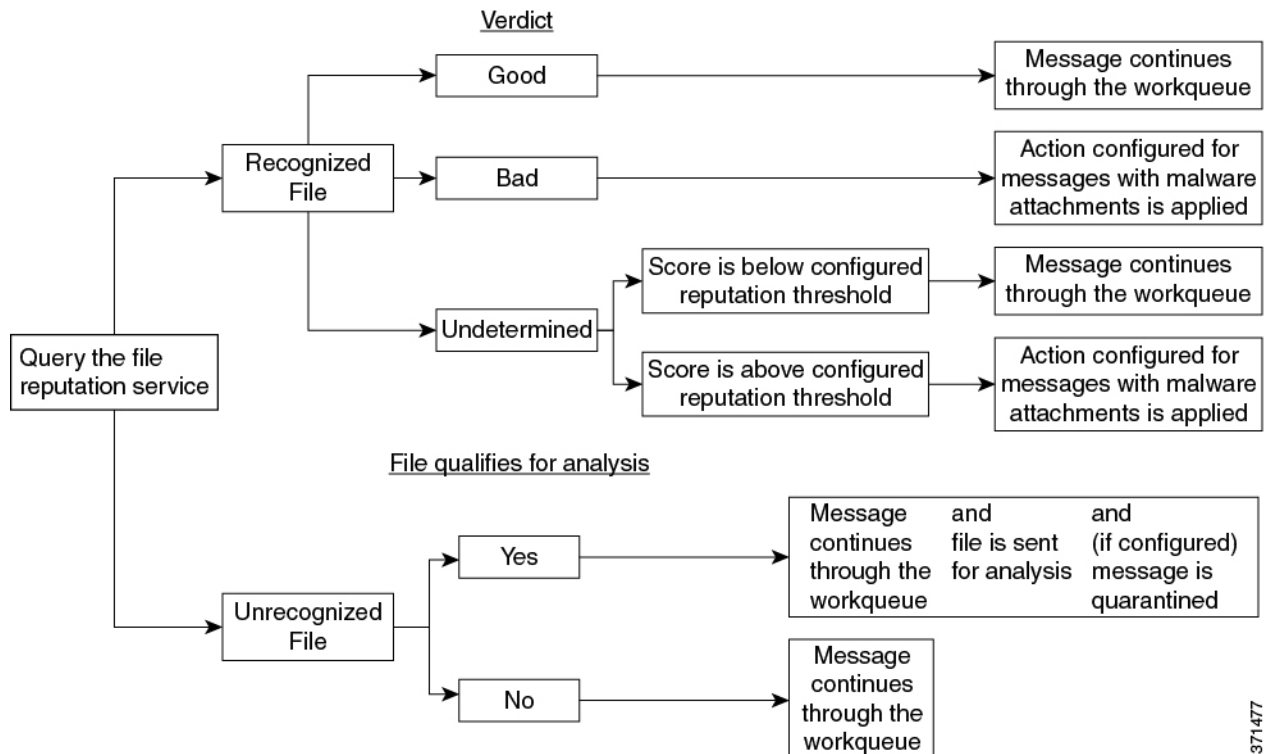 Verdict
Good
Message continues
through the workqueue
Recognized
File
Bad
Action configured for
messages with malware
attachments is applied
Score is below configured
reputation threshold
Message continues
through the workqueue
Undetermined
Query the file
reputation service
Score is above configured
reputation threshold
Action configured for
messages with malware
attachments is applied
File qualifies for analysis
Yes
Message
continues
through the
workqueue
and
file is sent
for analysis
and
(if configured)
message is
quarantined
Unrecognized
File
No
Message
continues
through the
workqueue
371477